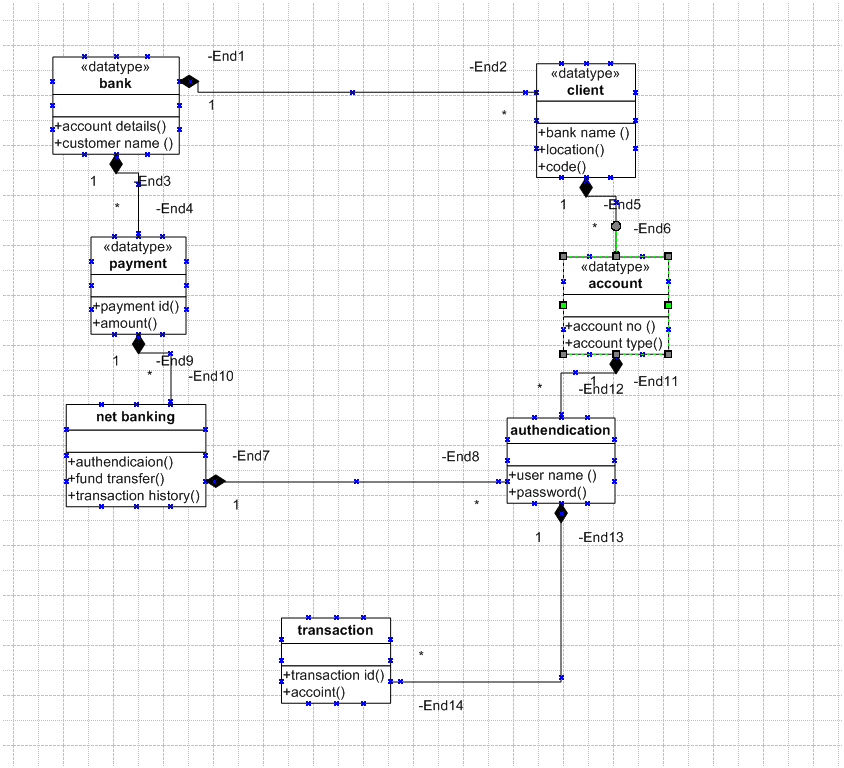 -End1
«datatype»
bank
+account details()
+customer name ()
1
-End2
*
«datatype»
client
+bank name ()
+location()
+code()
1
-End3
*
-End4
1
-End5
*
-End6
«datatype»
payment
+payment id()
+amount()
«datatype»
account
+account no ()
+account type()
1
-End9
*
-End10
1
-End11
*
-End12
net banking
+authendicaion()
+fund transfer()
+transaction history()
-End7
1
-End8
*
authendication
+user name ()
+password()
1
-End13
transaction
+transaction id()
+accoint()
*
-End14